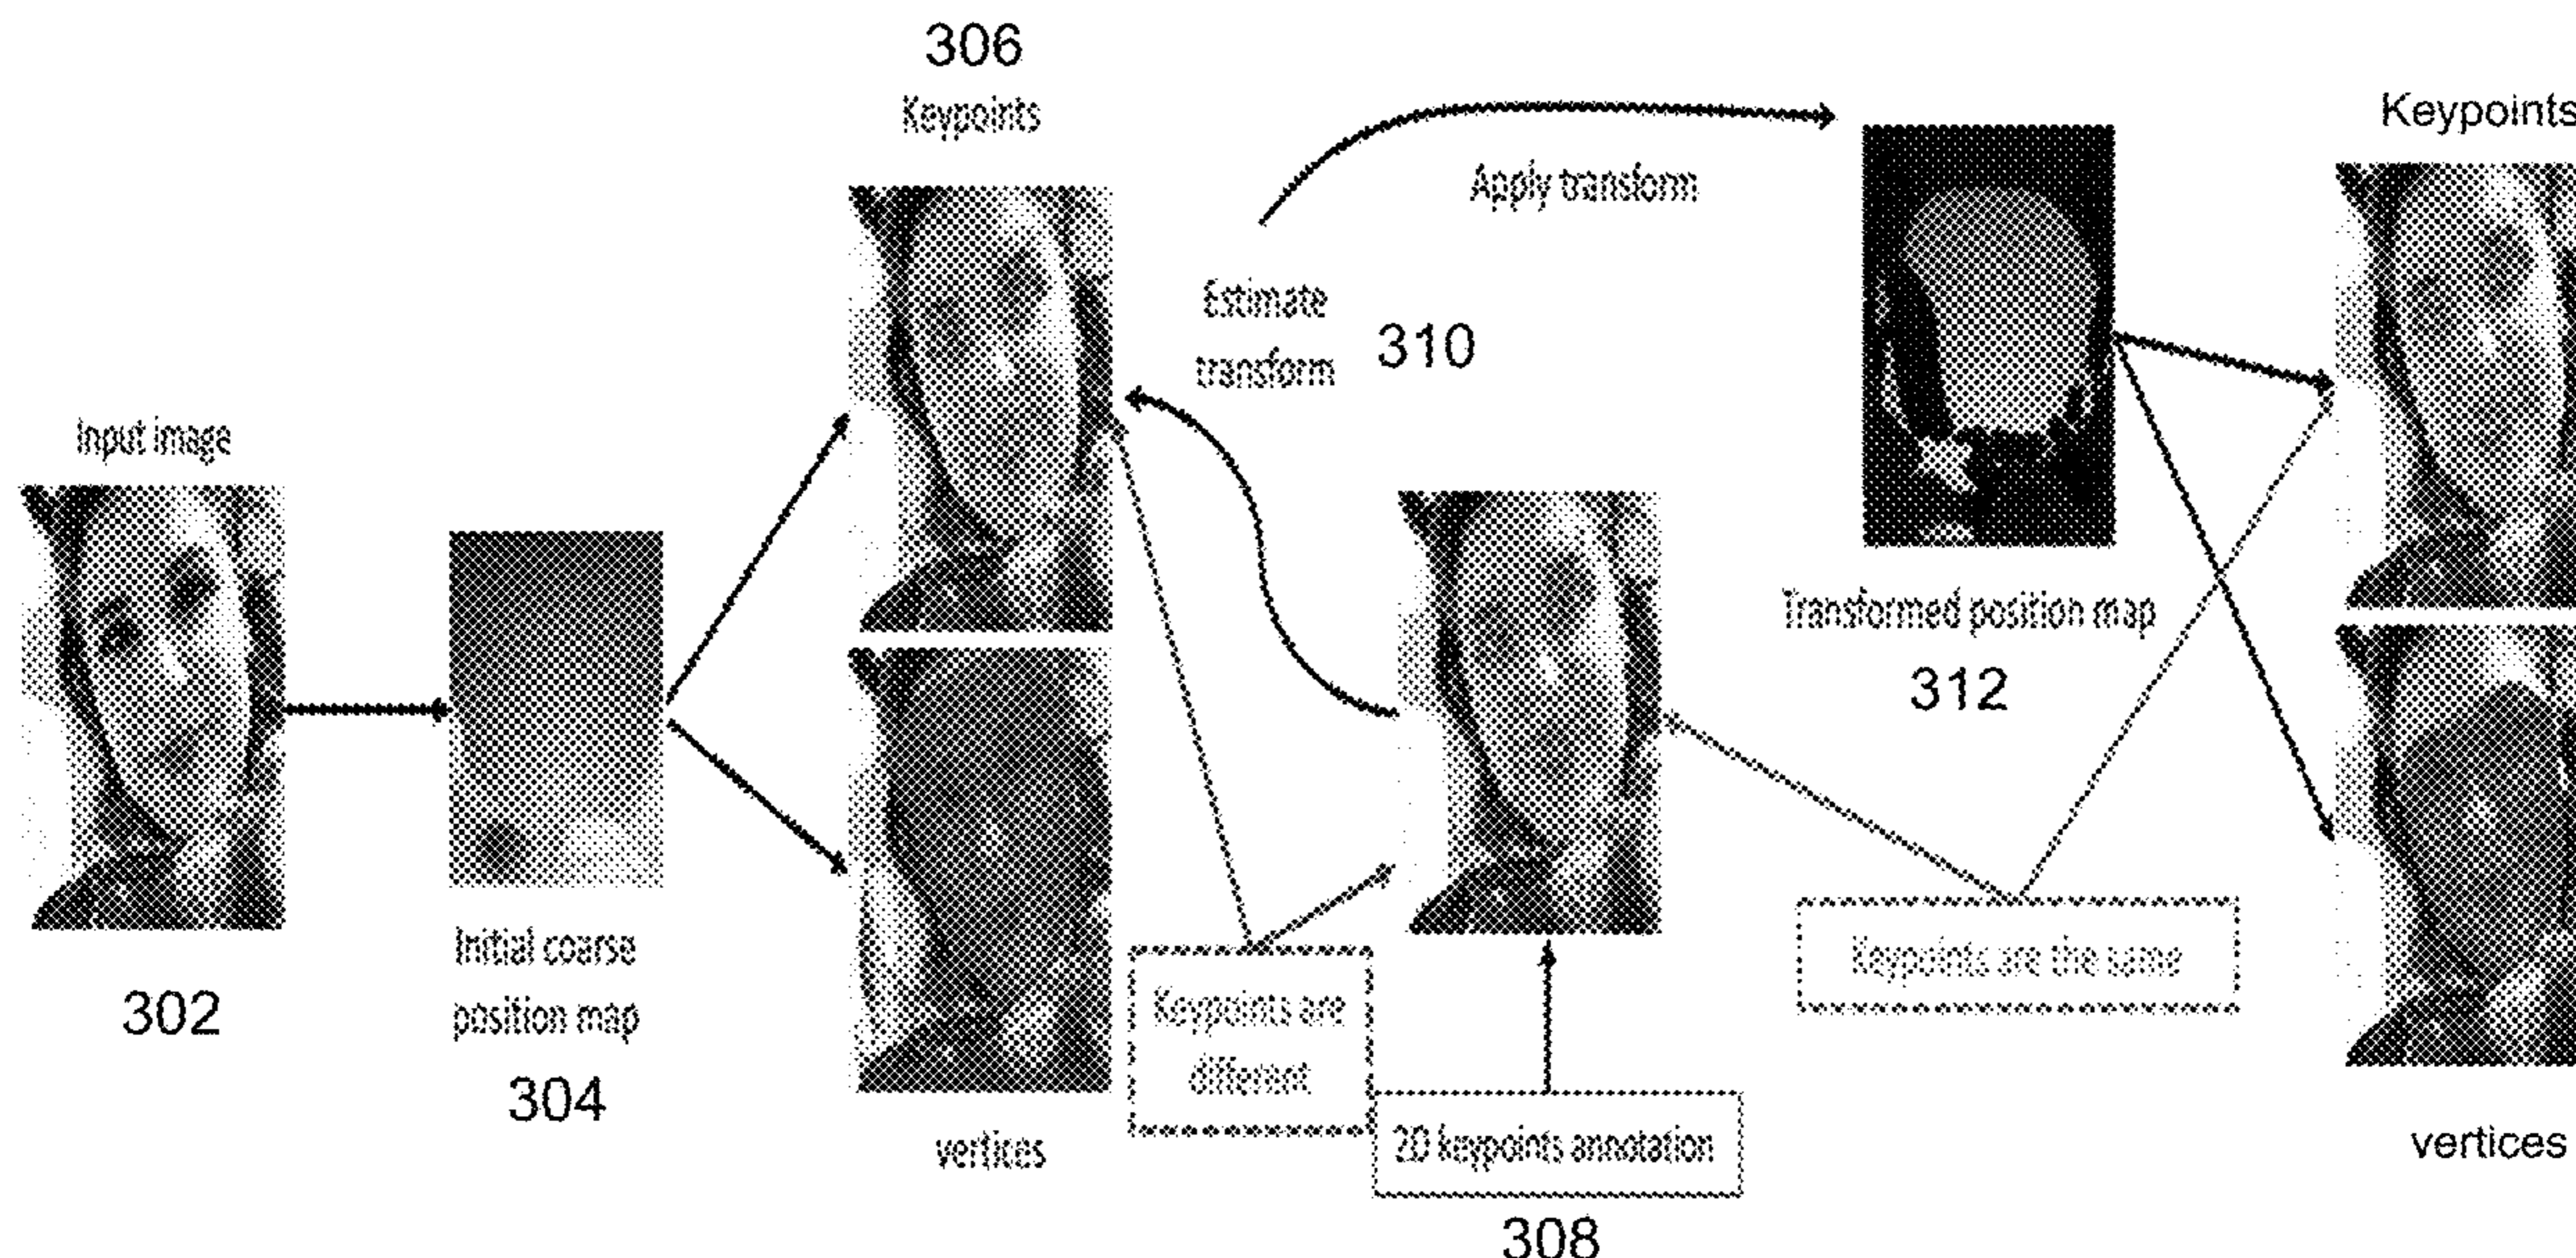 306
Keypoints
Keypoints
Apply transform
Estimate
transform
310
Input image
Transformed position map
312
Initial coarse
position map
302
304
Keypoints are
different
Keypoints are the same
vertices
2D keypoints annotation
vertices
308